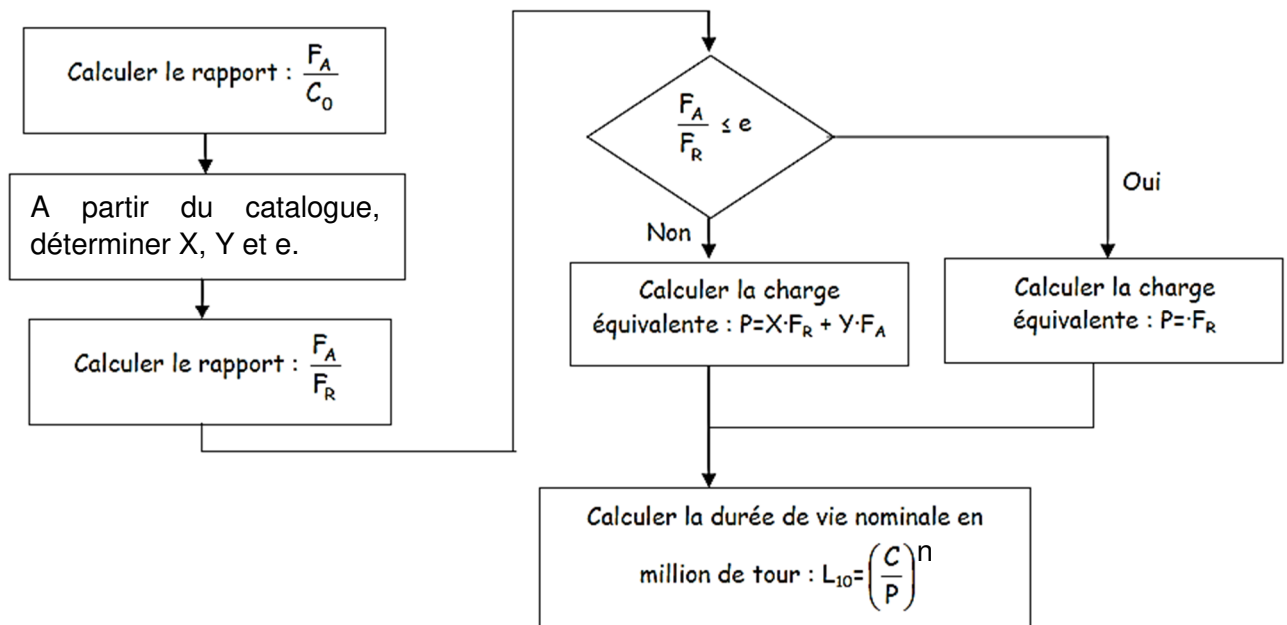 Calculer le rapport : F_A/C_0
A partir du catalogue,
déterminer X, Y et e.
Calculer le rapport : F_A/F_R
F_A/F_R ≤ e
Non
Oui
Calculer la charge
équivalente : P=X·F_R + Y·F_A
Calculer la charge
équivalente : P=·F_R
Calculer la durée de vie nominale en
million de tour : L_10=(C/P)^n